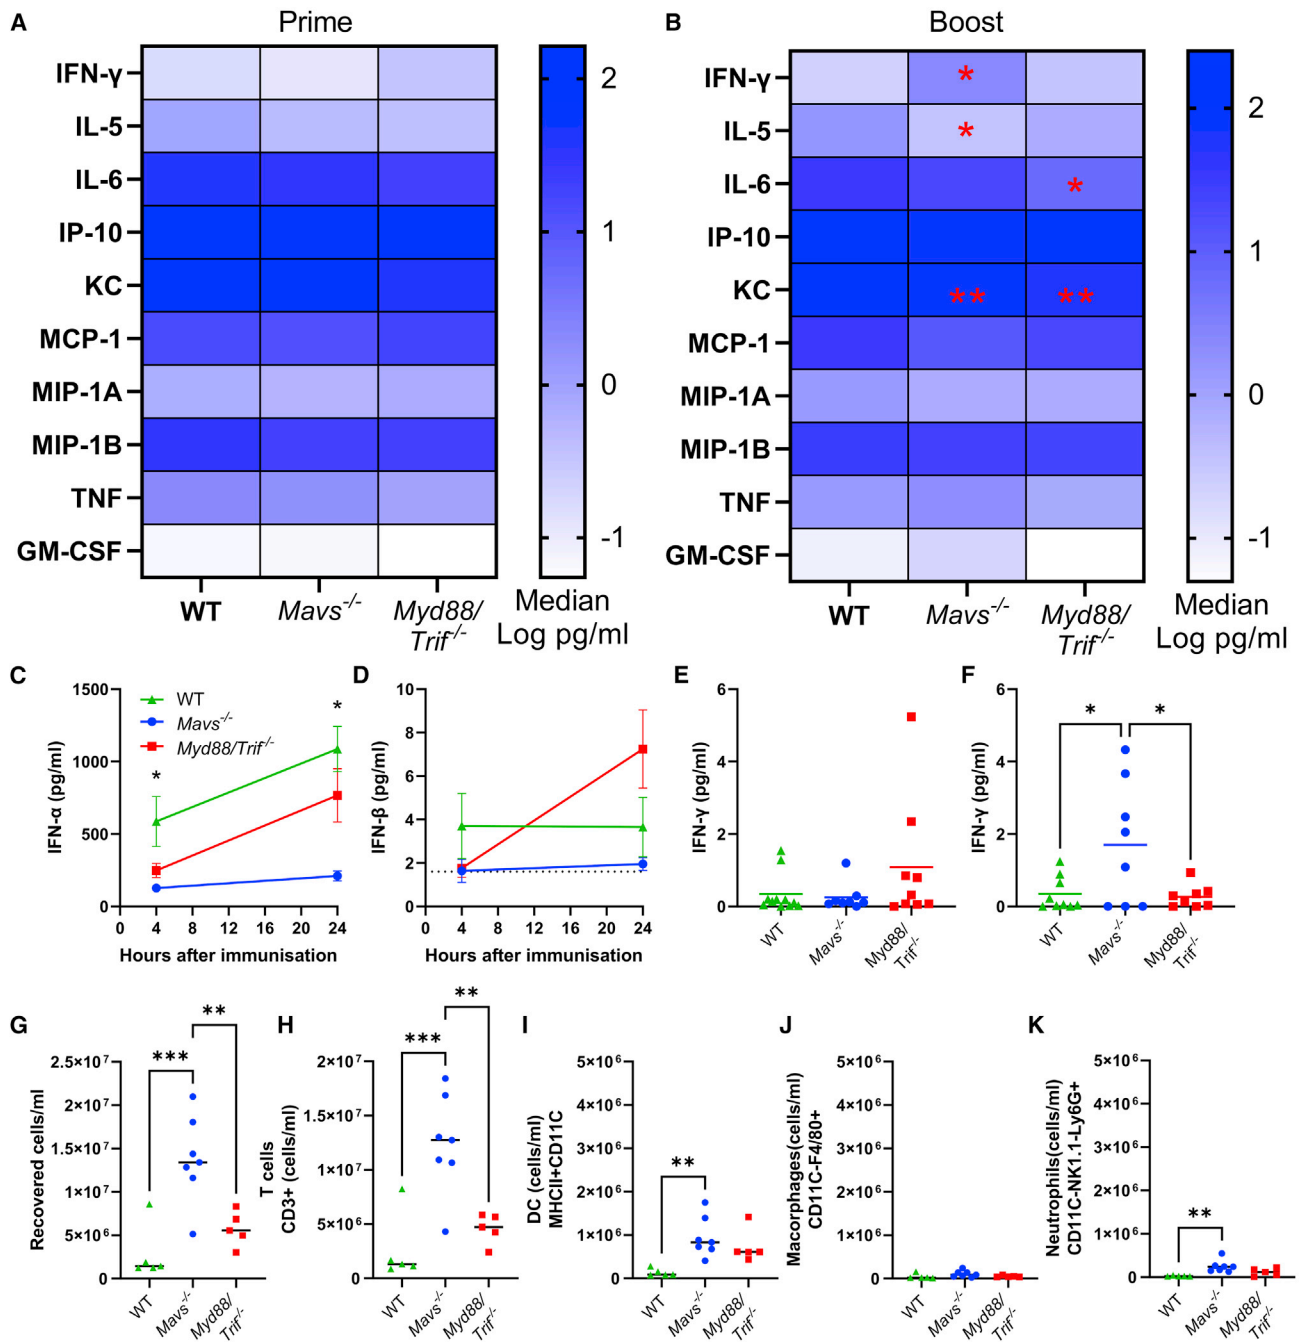 A
Prime
IFN-γ
IL-5
IL-6
IP-10
KC
MCP-1
MIP-1A
MIP-1B
TNF
GM-CSF
WT
Mavs-/-
Myd88/
Trif-/-
2
1
0
-1
Median
Log pg/ml
B
Boost
IFN-γ
IL-5
IL-6
IP-10
KC
MCP-1
MIP-1A
MIP-1B
TNF
GM-CSF
*
*
*
**
**
WT
Mavs-/-
Myd88/
Trif-/-
2
1
0
-1
Median
Log pg/ml
C
IFN-α (pg/ml)
1500
1000
500
0
WT
Mavs-/-
Myd88/Trif-/-
*
*
0 4 8 12 16 20 24
Hours after immunisation
D
IFN-β (pg/ml)
10
8
6
4
2
0
0 4 8 12 16 20 24
Hours after immunisation
E
IFN-γ (pg/ml)
6
4
2
0
WT
Mavs-/-
Myd88/
Trif-/-
F
IFN-γ (pg/ml)
6
4
2
0
*
*
WT
Mavs-/-
Myd88/
Trif-/-
G
Recovered cells/ml
2.5×10⁷
2×10⁷
1.5×10⁷
1×10⁷
5×10⁶
0
***
**
WT
Mavs-/-
Myd88/
Trif-/-
H
T cells
CD3+ (cells/ml)
2×10⁷
1.5×10⁷
1×10⁷
5×10⁶
0
***
**
WT
Mavs-/-
Myd88/
Trif-/-
I
DC (cells/ml)
MHCII+CD11C
5×10⁶
4×10⁶
3×10⁶
2×10⁶
1×10⁶
0
**
WT
Mavs-/-
Myd88/
Trif-/-
J
Macorphages(cells/ml)
CD11C-F4/80+
5×10⁶
4×10⁶
3×10⁶
2×10⁶
1×10⁶
0
WT
Mavs-/-
Myd88/
Trif-/-
K
Neutrophils(cells/ml)
CD11C-NK1.1-Ly6G+
5×10⁶
4×10⁶
3×10⁶
2×10⁶
1×10⁶
0
**
WT
Mavs-/-
Myd88/
Trif-/-